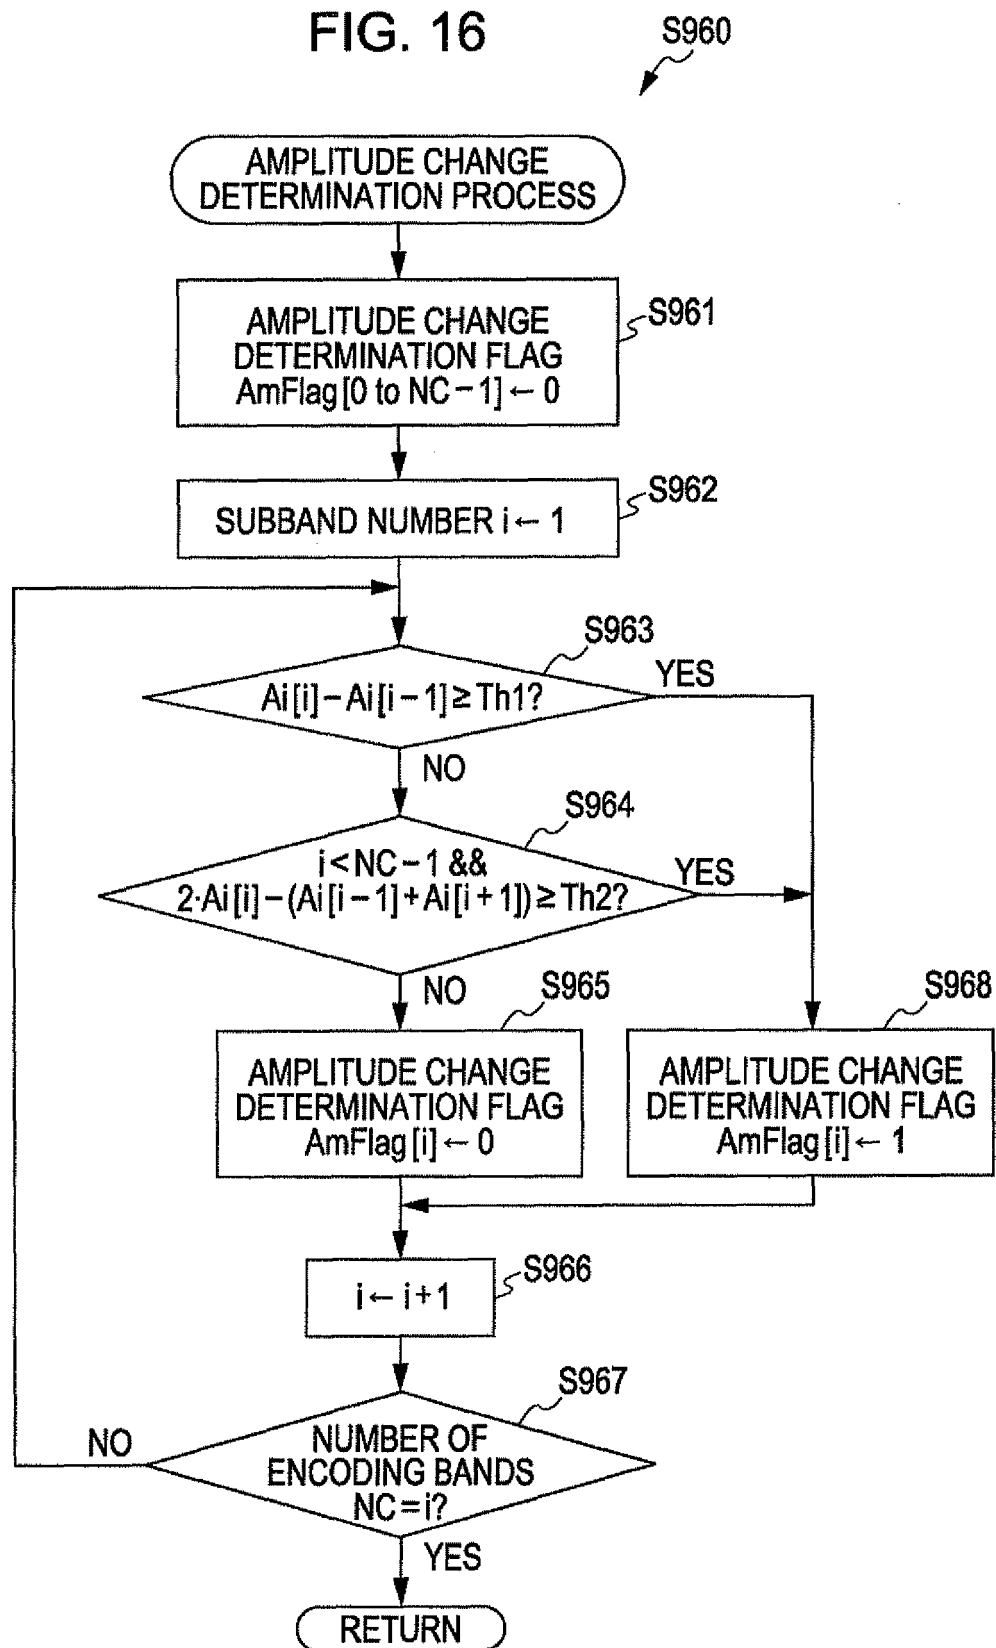 FIG. 16
S960
AMPLITUDE CHANGE
DETERMINATION PROCESS
S961
AMPLITUDE CHANGE
DETERMINATION FLAG
AmFlag[0 to NC−1]←0
S962
SUBBAND NUMBER i←1
S963
Ai[i]−Ai[i−1]≥Th1?
YES
NO
S964
i<NC−1 &&
2·Ai[i]−(Ai[i−1]+Ai[i+1])≥Th2?
YES
NO
S965
AMPLITUDE CHANGE
DETERMINATION FLAG
AmFlag[i]←0
S968
AMPLITUDE CHANGE
DETERMINATION FLAG
AmFlag[i]←1
S966
i←i+1
S967
NUMBER OF
ENCODING BANDS
NC=i?
NO
YES
RETURN